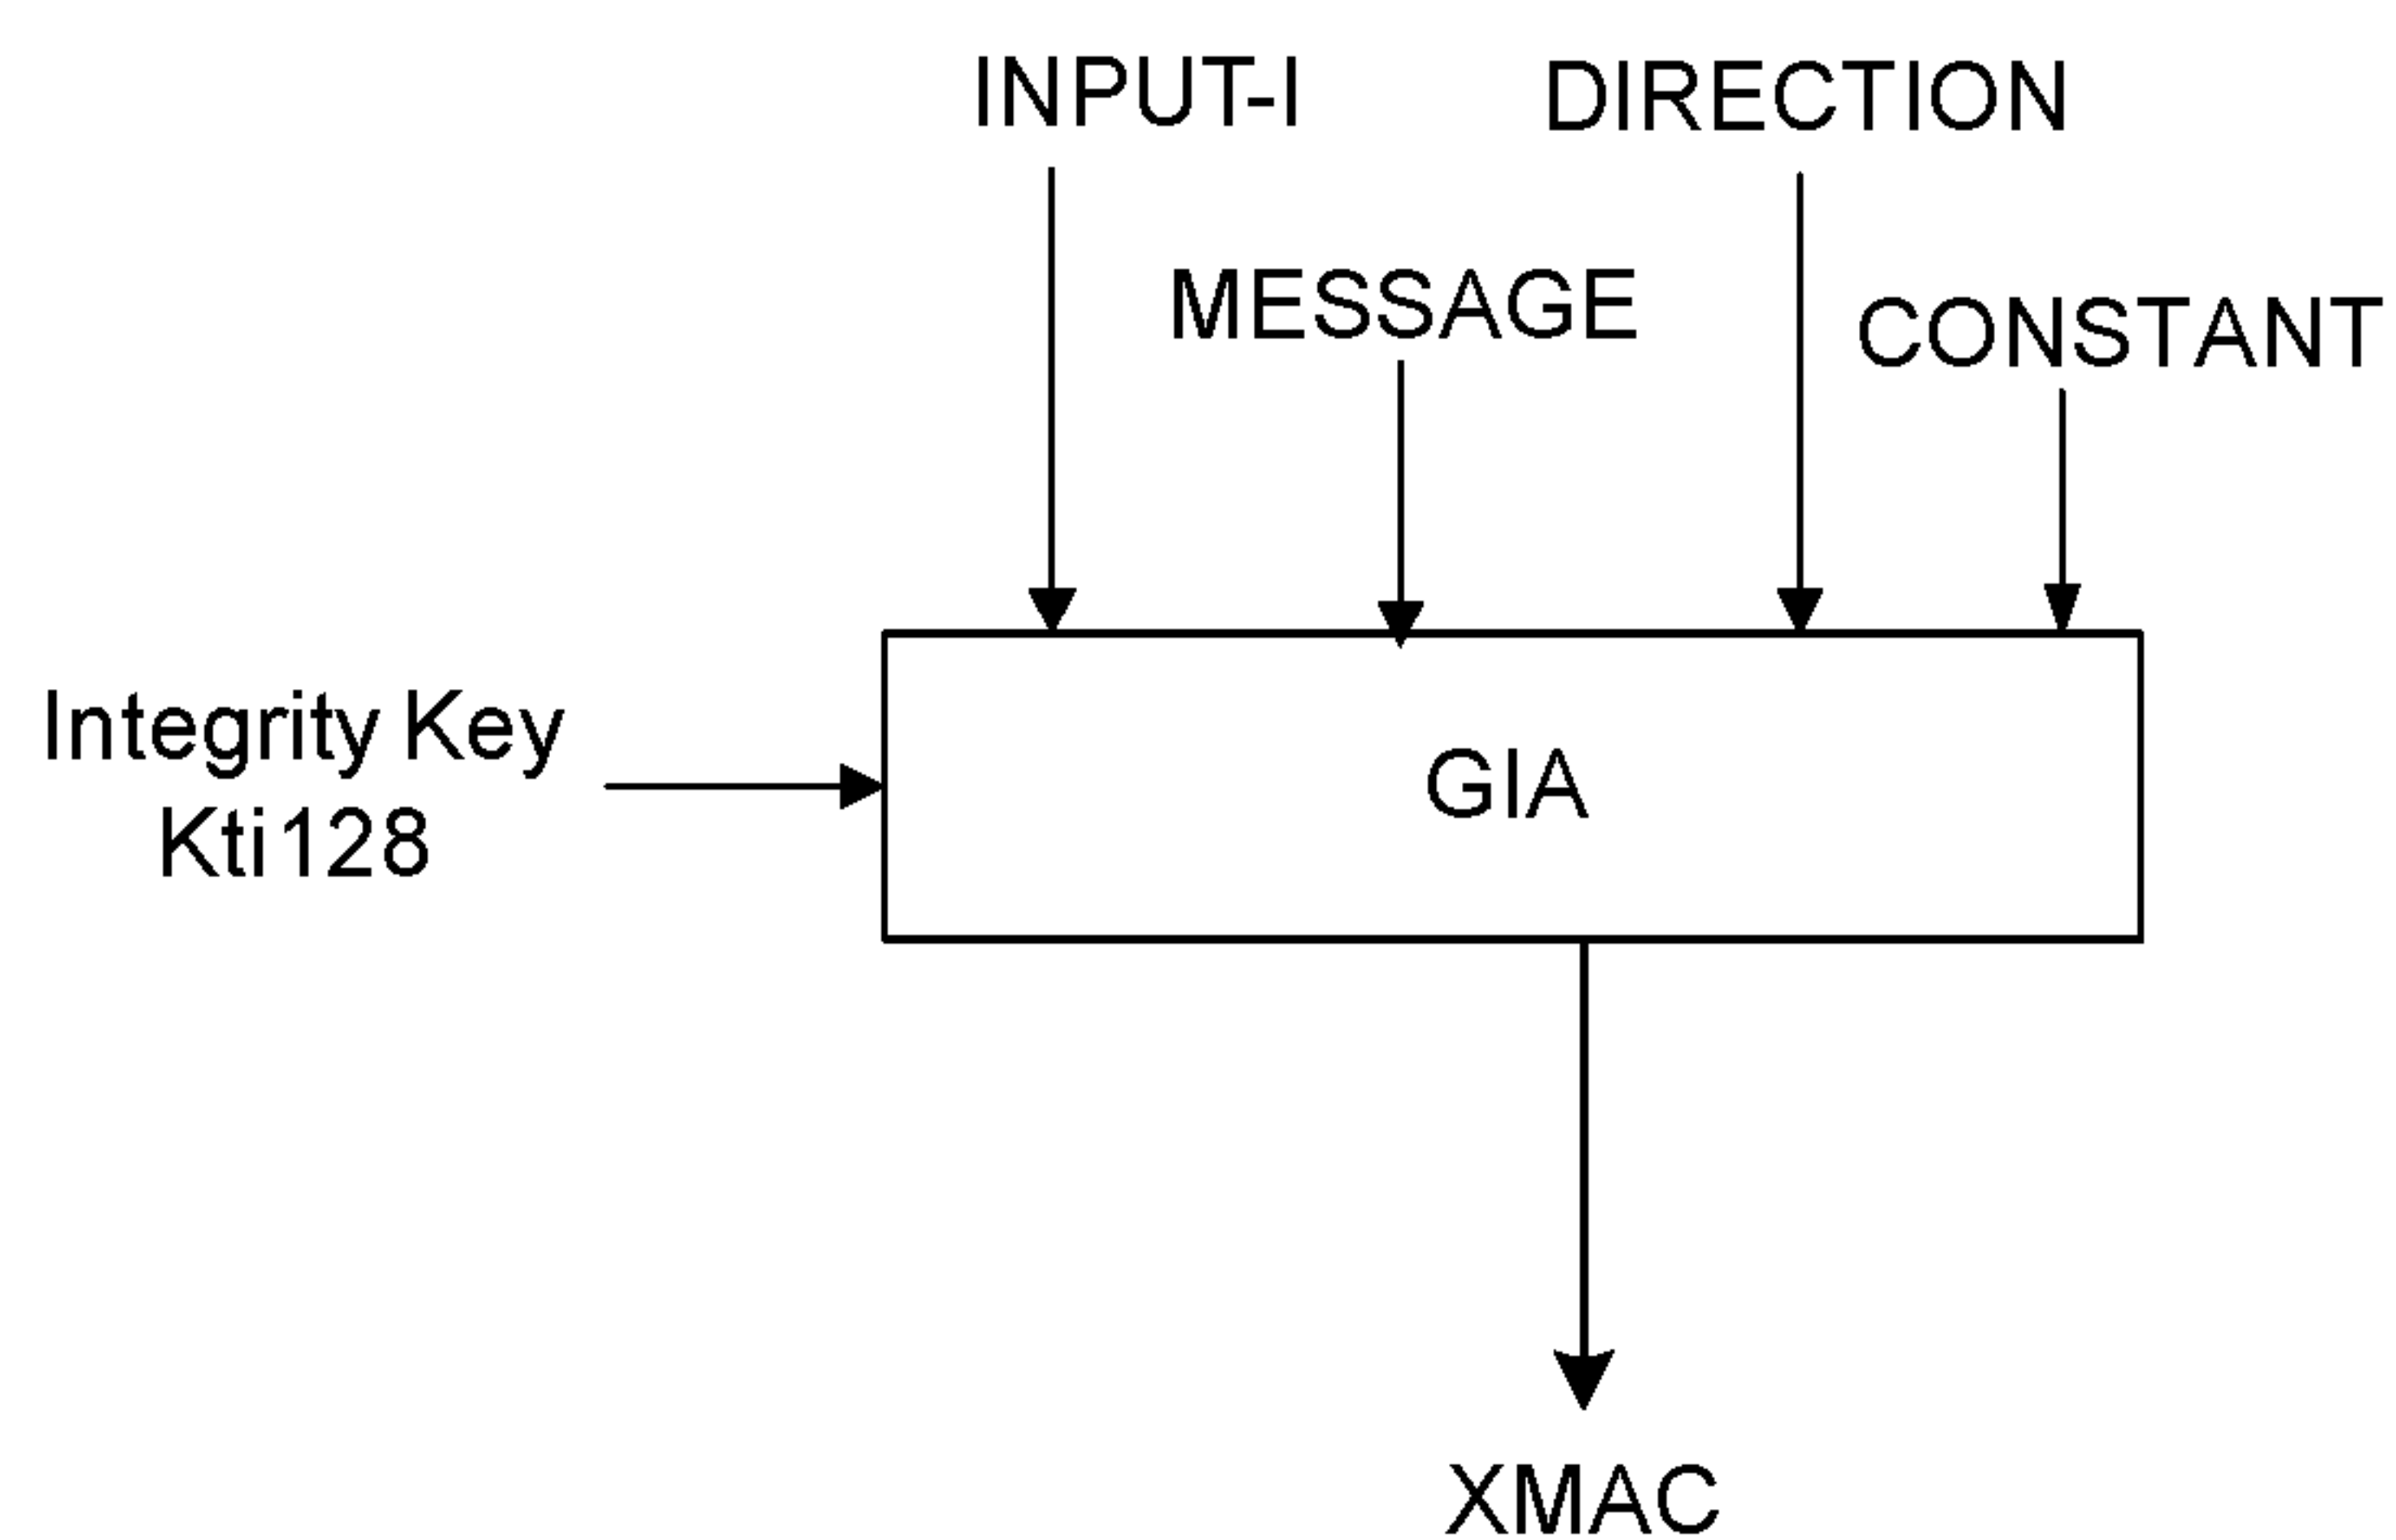 INPUT-I
DIRECTION
MESSAGE
CONSTANT
Integrity Key
Kti128
GIA
XMAC